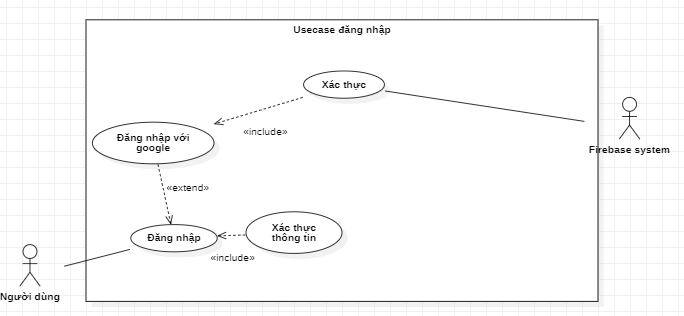 Usecase đăng nhập
Xác thực
«include»
Đăng nhập với
google
Firebase system
«extend»
Xác thực
thông tin
Đăng nhập
«include»
Người dùng